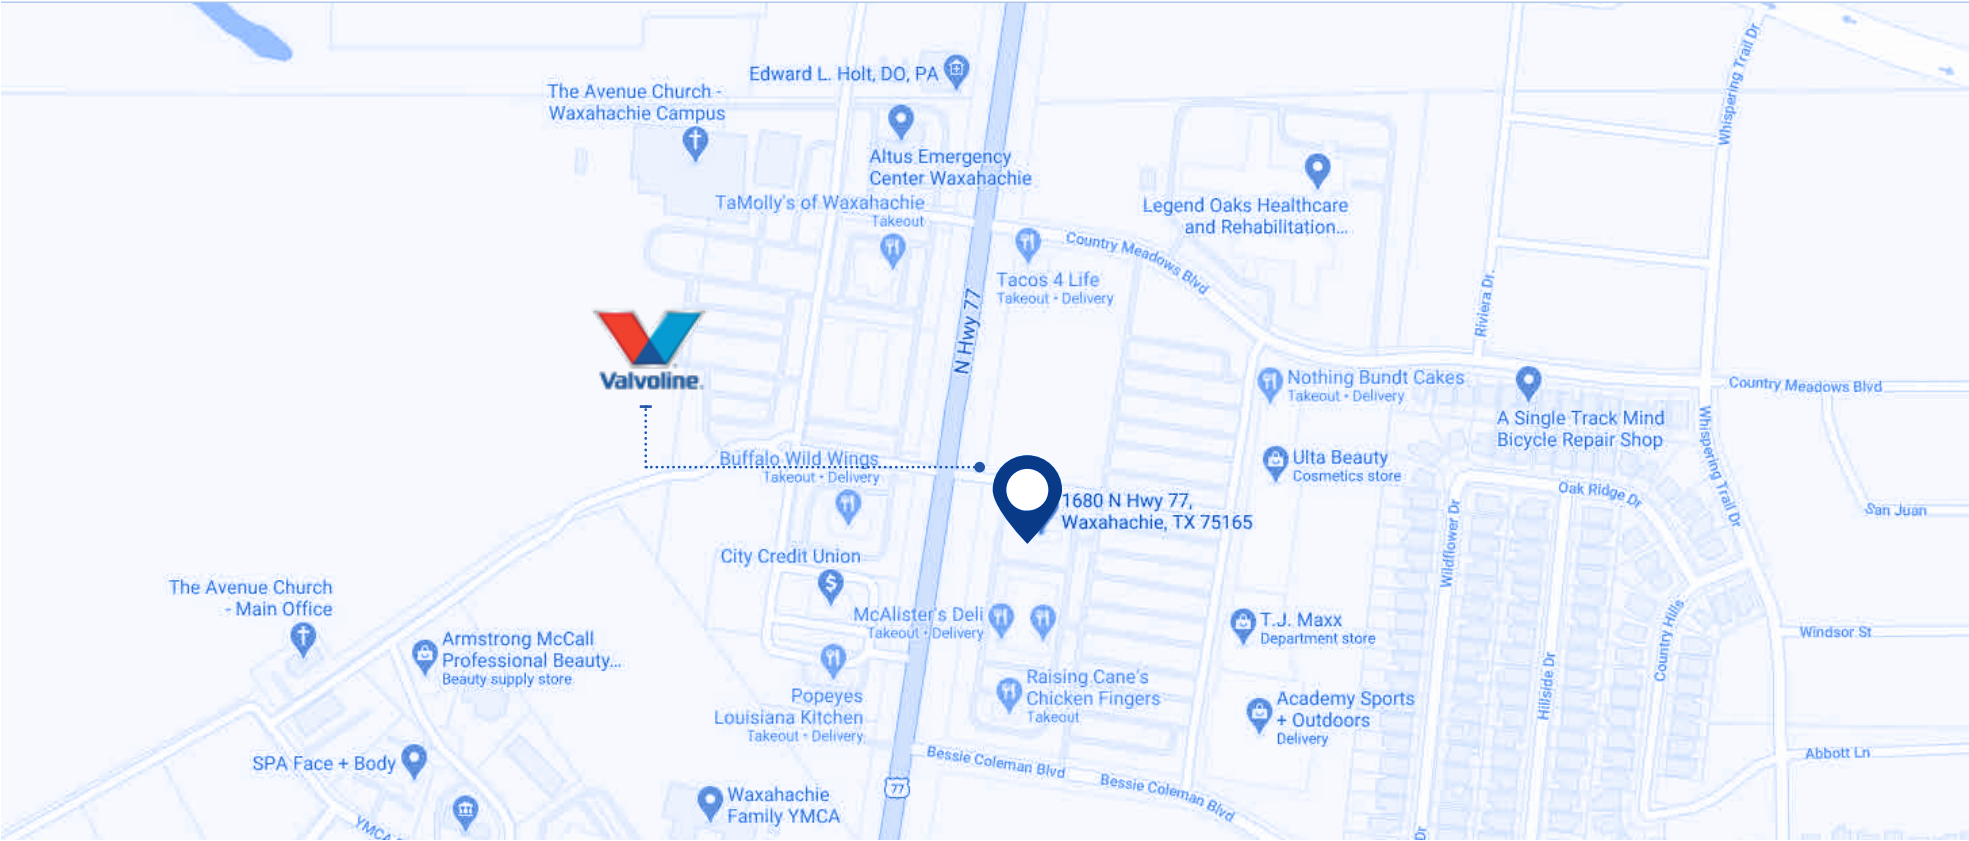 Edward L. Holt, DO, PA
The Avenue Church -
Waxahachie Campus
Altus Emergency
Center Waxahachie
TaMolly's of Waxahachie
Takeout
Legend Oaks Healthcare
and Rehabilitation...
Whispering Trail Dr
Country Meadows Blvd
Tacos 4 Life
Takeout • Delivery
Riviera Dr
N Hwy 77
Valvoline
Nothing Bundt Cakes
Takeout • Delivery
Country Meadows Blvd
A Single Track Mind
Bicycle Repair Shop
Whispering Trail Dr
Buffalo Wild Wings
Takeout • Delivery
Ulta Beauty
Cosmetics store
Oak Ridge Dr
San Juan
1680 N Hwy 77,
Waxahachie, TX 75165
Wildflower Dr
City Credit Union
$
The Avenue Church
- Main Office
McAlister's Deli
Takeout • Delivery
T.J. Maxx
Department store
Country Hills
Windsor St
Armstrong McCall
Professional Beauty...
Beauty supply store
Raising Cane's
Chicken Fingers
Takeout
Hillside Dr
Popeyes
Louisiana Kitchen
Takeout • Delivery
Academy Sports
+ Outdoors
Delivery
Bessie Coleman Blvd
Bessie Coleman Blvd
Abbott Ln
SPA Face + Body
77
Waxahachie
Family YMCA
YMCA
Dr